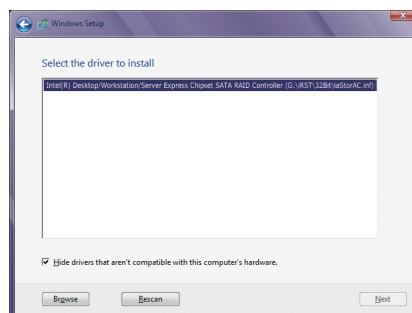 Windows Setup
Select the driver to install
Intel(R) Desktop/Workstation/Server Express Chipset SATA RAID Controller (G:\iRST\32Bit\iaStorAC.inf)
Hide drivers that aren't compatible with this computer's hardware.
Browse
Rescan
Next